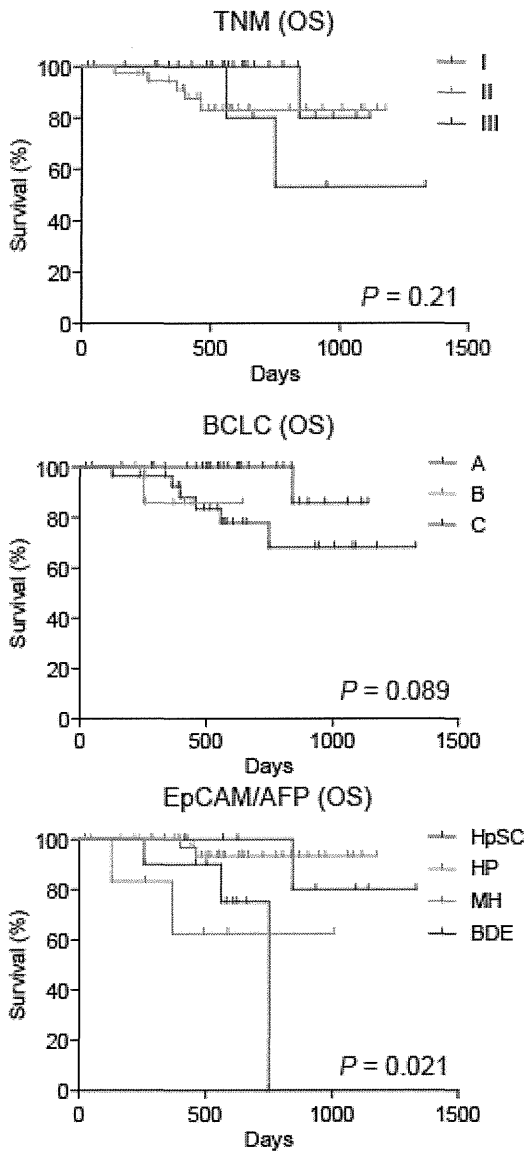 TNM (OS)
Survival (%)
100
80
60
40
20
0
0 500 1000 1500
Days
I
II
III
P = 0.21
BCLC (OS)
Survival (%)
100
80
60
40
20
0
0 500 1000 1500
Days
A
B
C
P = 0.089
EpCAM/AFP (OS)
Survival (%)
100
80
60
40
20
0
0 500 1000 1500
Days
HpSC
HP
MH
BDE
P = 0.021